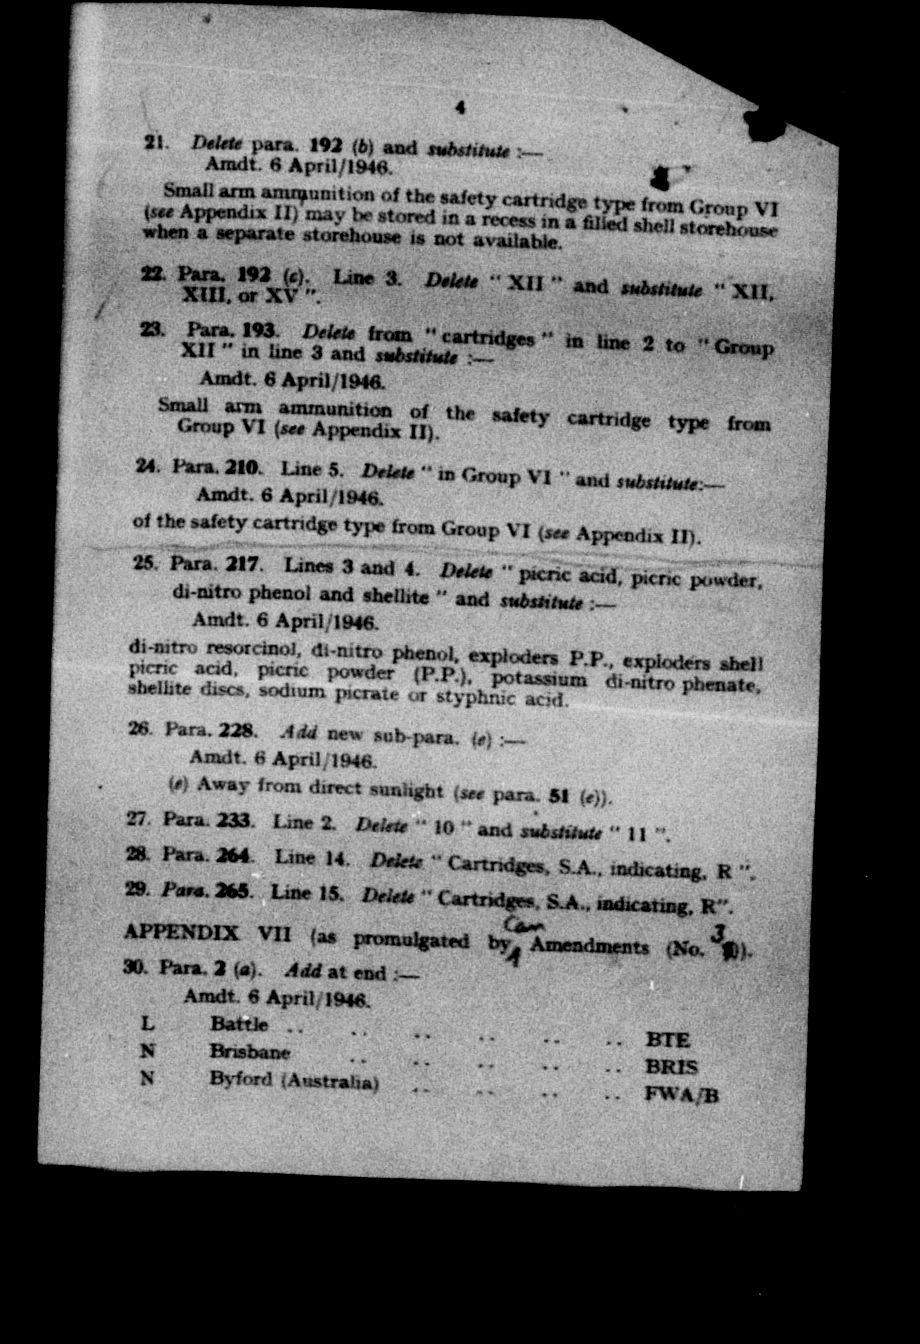 4
21. Delete para. 192 (b) and substitute :—
Amdt. 6 April/1946.
Small arm ammunition of the safety cartridge type from Group VI
(see Appendix II) may be stored in a recess in a filled shell storehouse
when a separate storehouse is not available.
22. Para. 192 (c). Line 3. Delete " XII " and substitute " XII,
XIII, or XV ".
23. Para. 193. Delete from " cartridges " in line 2 to " Group
XII " in line 3 and substitute :—
Amdt. 6 April/1946.
Small arm ammunition of the safety cartridge type from
Group VI (see Appendix II).
24. Para. 210. Line 5. Delete " in Group VI " and substitute:—
Amdt. 6 April/1946.
of the safety cartridge type from Group VI (see Appendix II).
25. Para. 217. Lines 3 and 4. Delete " picric acid, picric powder,
di-nitro phenol and shellite " and substitute :—
Amdt. 6 April/1946.
di-nitro resorcinol, di-nitro phenol, exploders P.P., exploders shell
picric acid, picric powder (P.P.), potassium di-nitro phenate,
shellite discs, sodium picrate or styphnic acid.
26. Para. 228. Add new sub-para. (e) :—
Amdt. 6 April/1946.
(e) Away from direct sunlight (see para. 51 (e)).
27. Para. 233. Line 2. Delete " 10 " and substitute " 11 ".
28. Para. 264. Line 14. Delete " Cartridges, S.A., indicating, R ".
29. Para. 265. Line 15. Delete " Cartridges, S.A., indicating, R".
APPENDIX VII (as promulgated by Amendments (No. 3)).
30. Para. 2 (a). Add at end :—
Amdt. 6 April/1946.
L Battle .. .. .. .. .. .. BTE
N Brisbane .. .. .. .. .. BRIS
N Byford (Australia) .. .. .. .. FWA/B